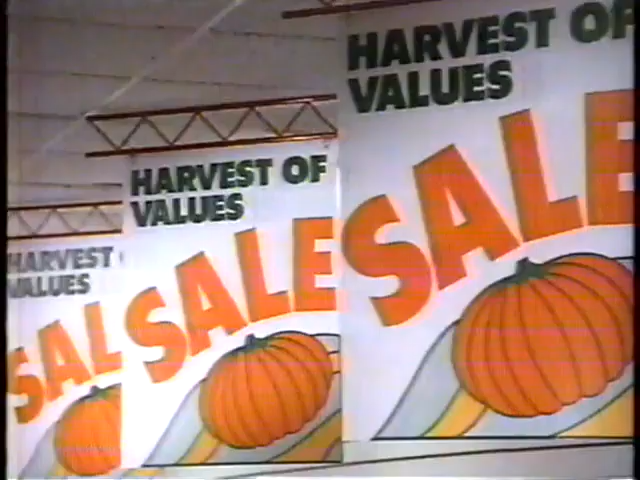 HARVEST OF
VALUES
SALE
HARVEST OF
VALUES
SALE
HARVEST
VALUES
SAL